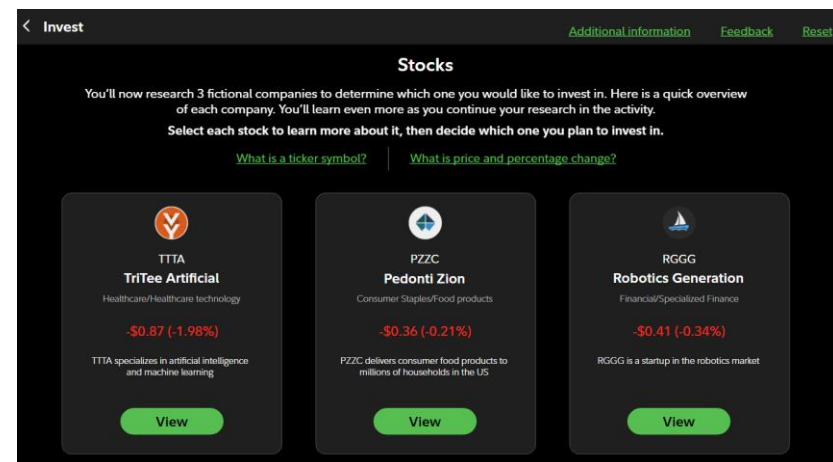 Invest
Additional information Feedback Reset
Stocks
You'll now research 3 fictional companies to determine which one you would like to invest in. Here is a quick overview
of each company. You'll learn even more as you continue your research in the activity.
Select each stock to learn more about it, then decide which one you plan to invest in.
What is a ticker symbol? What is price and percentage change?
TTTA
TriTee Artificial
Healthcare/Healthcare technology
-$0.87 (-1.98%)
TTTA specializes in artificial intelligence
and machine learning
View
PZZC
Pedonti Zion
Consumer Staples/Food products
-$0.36 (-0.21%)
PZZC delivers consumer food products to
millions of households in the US
View
RGGG
Robotics Generation
Financial/Specialized Finance
-$0.41 (-0.34%)
RGGG is a startup in the robotics market
View